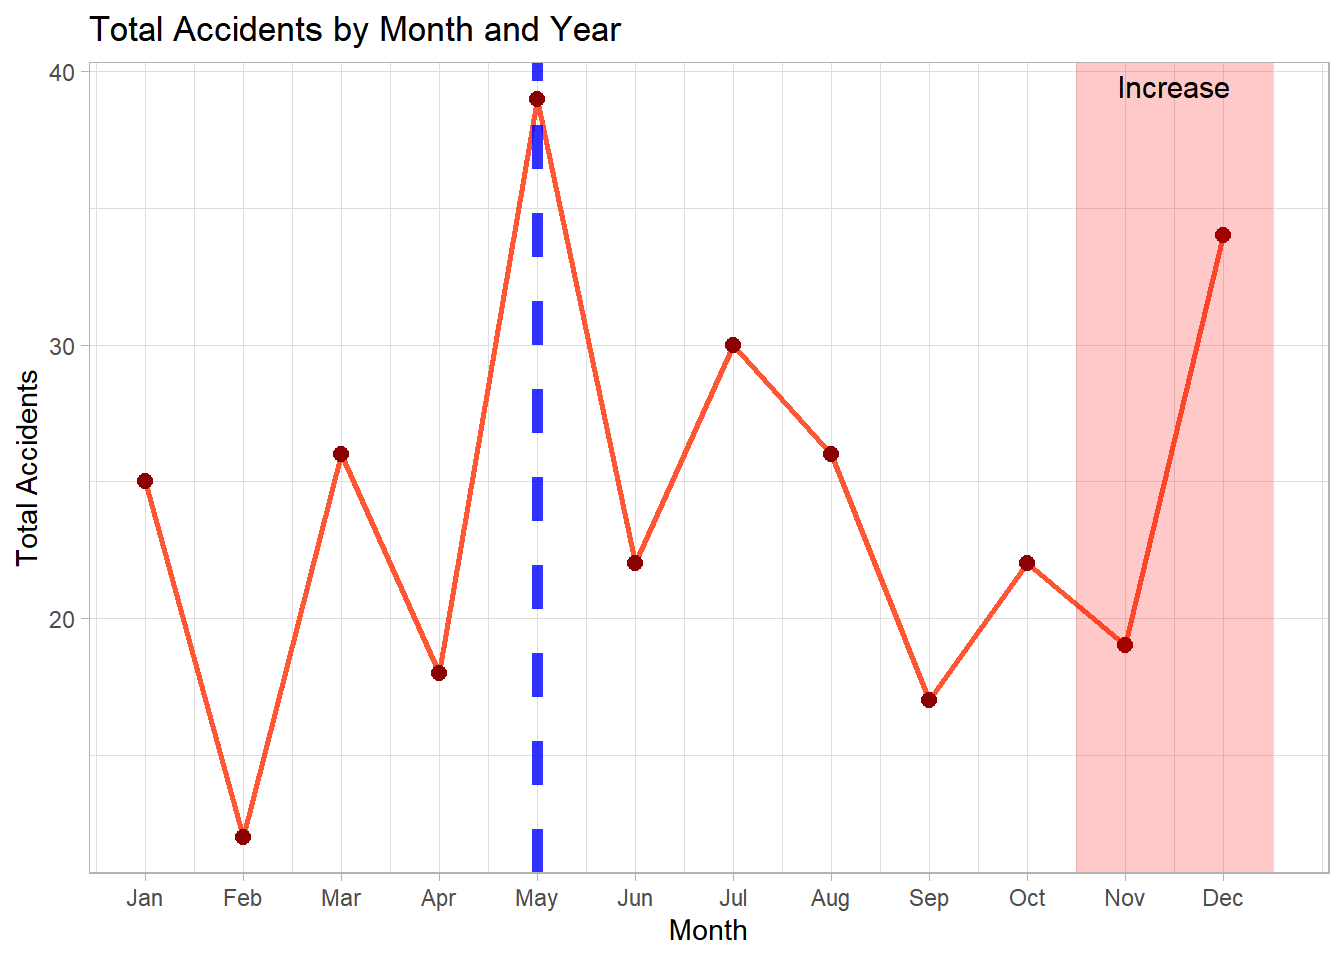 Total Accidents by Month and Year
Increase
40
30
20
Total Accidents
Jan Feb Mar Apr May Jun Jul Aug Sep Oct Nov Dec
Month